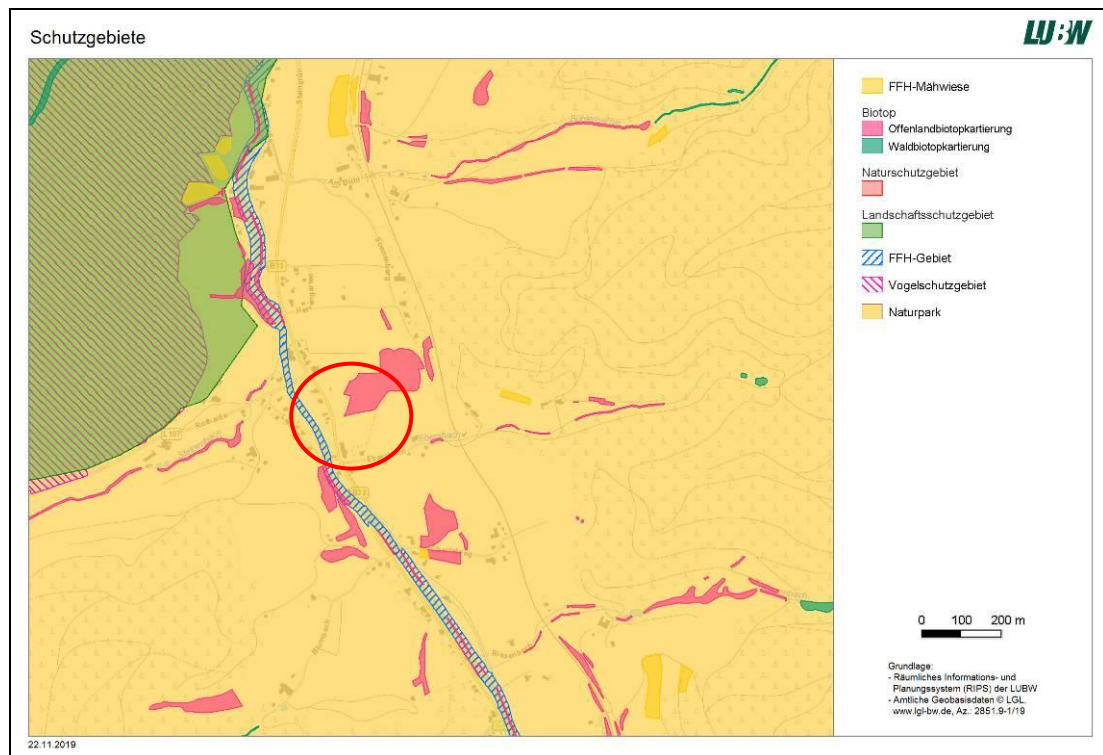 Schutzgebiete
LUBW
FFH-Mähwiese
Biotop
Offenlandbiotopkartierung
Waldbiotopkartierung
Naturschutzgebiet
Landschaftsschutzgebiet
FFH-Gebiet
Vogelschutzgebiet
Naturpark
0 100 200 m
Grundlage:
- Räumliches Informations- und
Planungssystem (RIPS) der LUBW
- Amtliche Geobasisdaten © LGL,
www.lgl-bw.de, Az.: 2851.9-1/19
22.11.2019